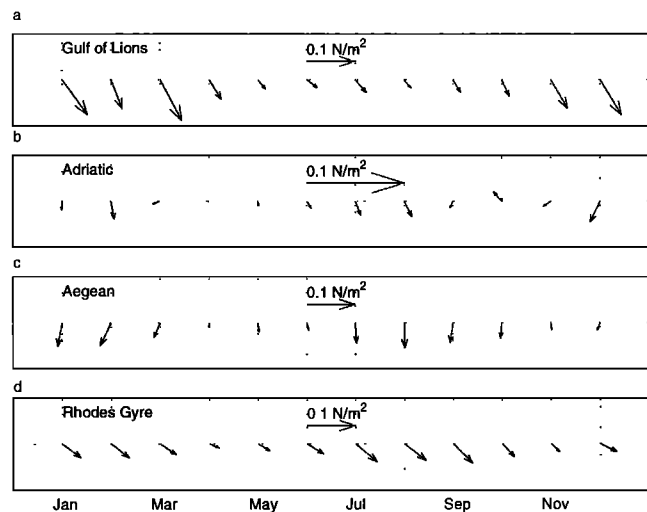 a
Gulf of Lions
0.1 N/m²
b
Adriatic
0.1 N/m²
c
Aegean
0.1 N/m²
d
Rhodes Gyre
0 1 N/m²
Jan Mar May Jul Sep Nov